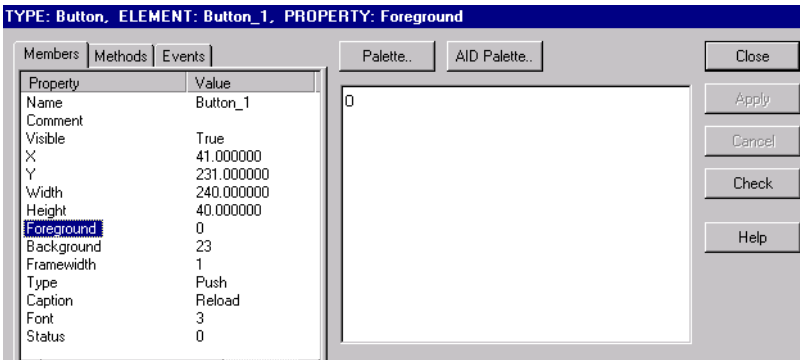 TYPE: Button, ELEMENT: Button_1, PROPERTY: Foreground
Members Methods Events
Palette.. AID Palette.. Close
Property Value
Name Button_1
Comment
Visible True
X 41.000000
Y 231.000000
Width 240.000000
Height 40.000000
Foreground 0
Background 23
Framewidth 1
Type Push
Caption Reload
Font 3
Status 0
0
Apply
Cancel
Check
Help